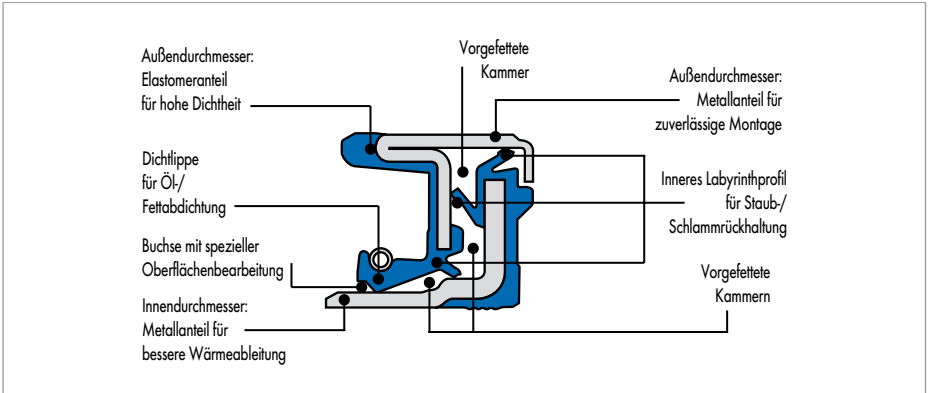 Außendurchmesser:
Elastomeranteil
für hohe Dichtheit
Vorgefettete
Kammer
Außendurchmesser:
Metallanteil für
zuverlässige Montage
Dichtlippe
für Öl-/
Fettabdichtung
Inneres Labyrinthprofil
für Staub-/
Schlammrückhaltung
Buchse mit spezieller
Oberflächenbearbeitung
Vorgefettete
Kammern
Innendurchmesser:
Metallanteil für
bessere Wärmeableitung